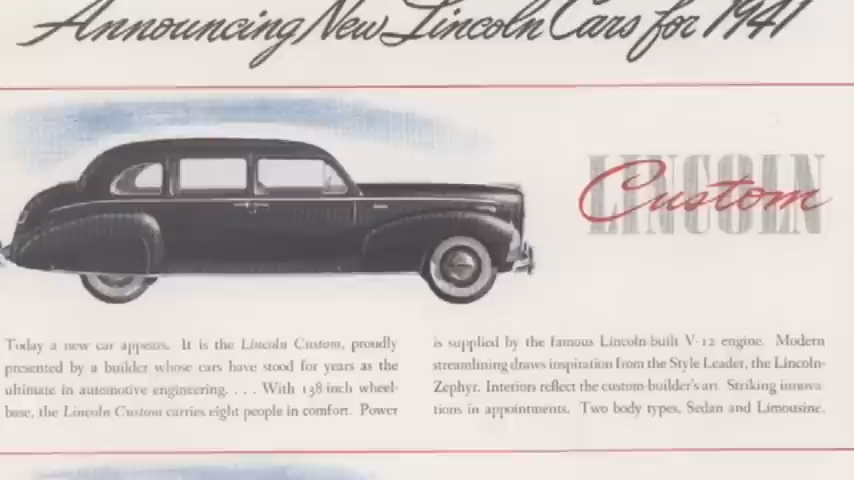 Announcing New Lincoln Cars for 1941
LINCOLN
Custom
Today a new car appears. It is the Lincoln Custom, proudly
presented by a builder whose cars have stood for years as the
ultimate in automotive engineering. . . . With 138-inch wheel-
base, the Lincoln Custom carries eight people in comfort. Power
is supplied by the famous Lincoln-built V-12 engine. Modern
streamlining draws inspiration from the Style Leader, the Lincoln-
Zephyr. Interiors reflect the custom-builder's art. Striking innova-
tions in appointments. Two body types, Sedan and Limousine.